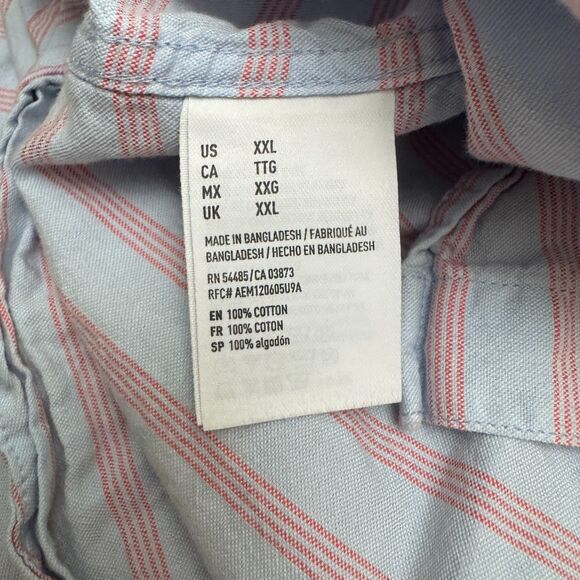 US XXL
CA TTG
MX XXG
UK XXL
MADE IN BANGLADESH / FABRIQUÉ AU
BANGLADESH / HECHO EN BANGLADESH
RN 54485/CA 03873
RFC# AEM120605U9A
EN 100% COTTON
FR 100% COTON
SP 100% algodón